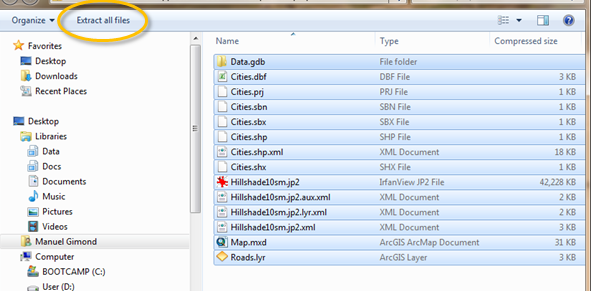 Organize Extract all files
Name Type Compressed size
Favorites
Desktop
Downloads
Recent Places
Desktop
Libraries
Data
Docs
Documents
Music
Pictures
Videos
Manuel Gimond
Computer
BOOTCAMP (C:)
User (D:)
Data.gdb File folder
Cities.dbf DBF File 3 KB
Cities.prj PRJ File 1 KB
Cities.sbn SBN File 1 KB
Cities.sbx SBX File 1 KB
Cities.shp SHP File 1 KB
Cities.shp.xml XML Document 18 KB
Cities.shx SHX File 1 KB
Hillshade10sm.jp2 IrfanView JP2 File 42,228 KB
Hillshade10sm.jp2.aux.xml XML Document 2 KB
Hillshade10sm.jp2.lyr.xml XML Document 2 KB
Hillshade10sm.jp2.xml XML Document 3 KB
Map.mxd ArcGIS ArcMap Document 31 KB
Roads.lyr ArcGIS Layer 3 KB